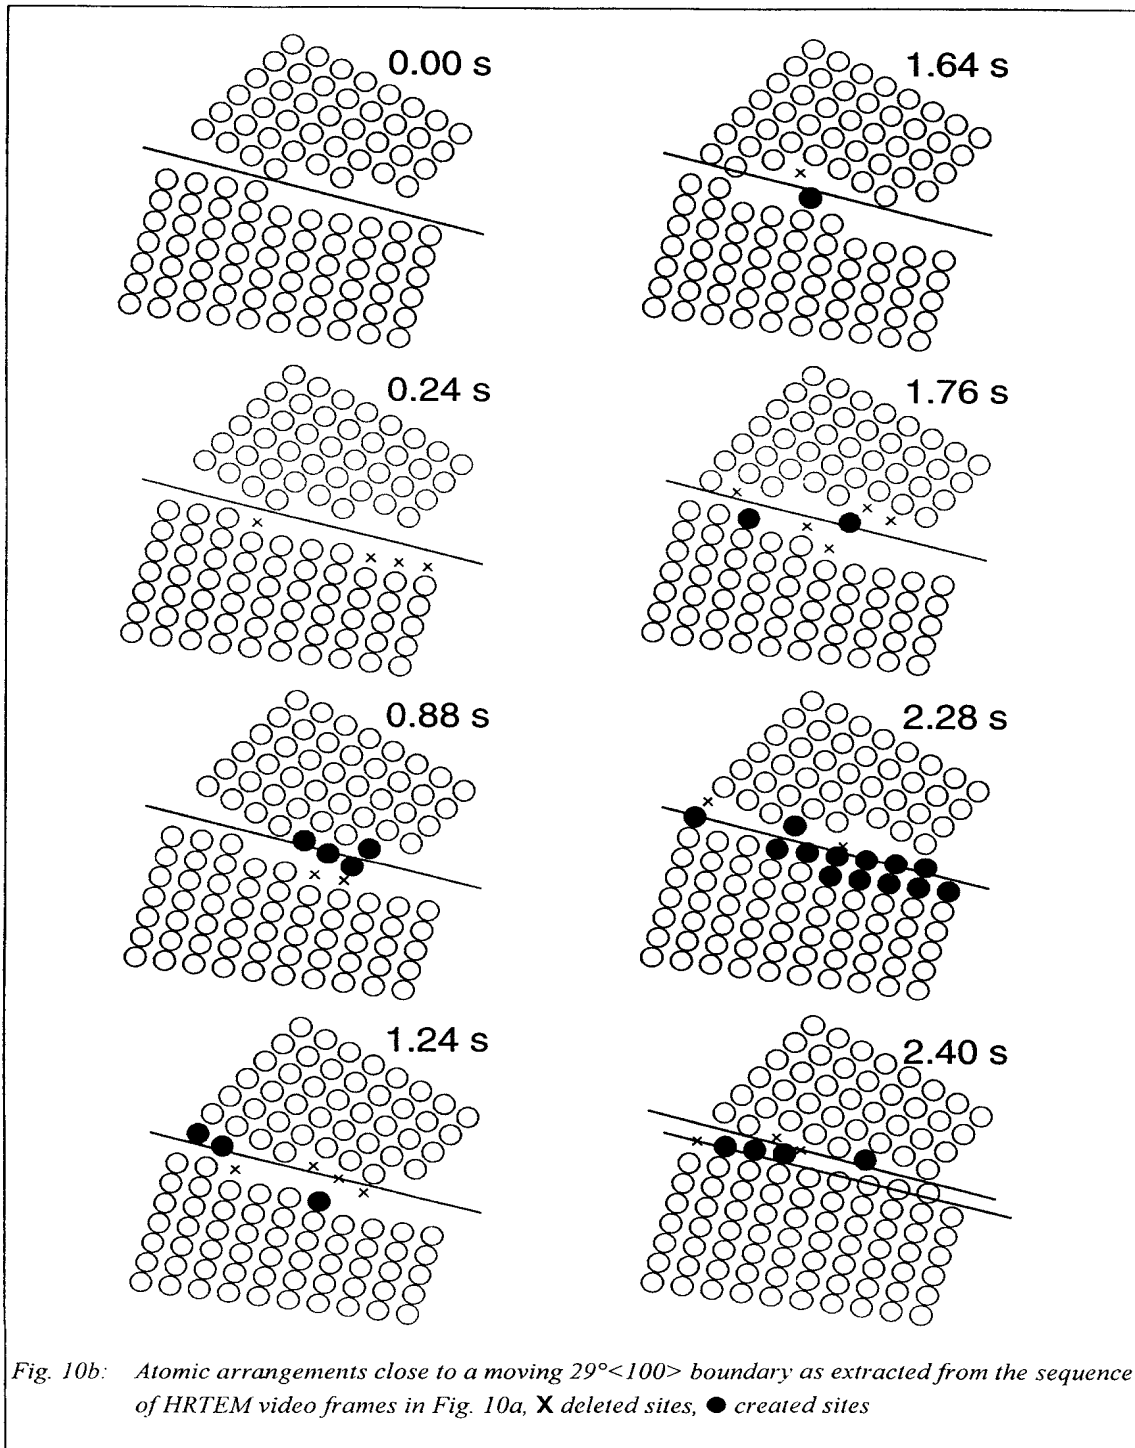 0.00 s
1.64 s
0.24 s
1.76 s
0.88 s
2.28 s
1.24 s
2.40 s
Fig. 10b: Atomic arrangements close to a moving 29°<100> boundary as extracted from the sequence
of HRTEM video frames in Fig. 10a, X deleted sites, ● created sites